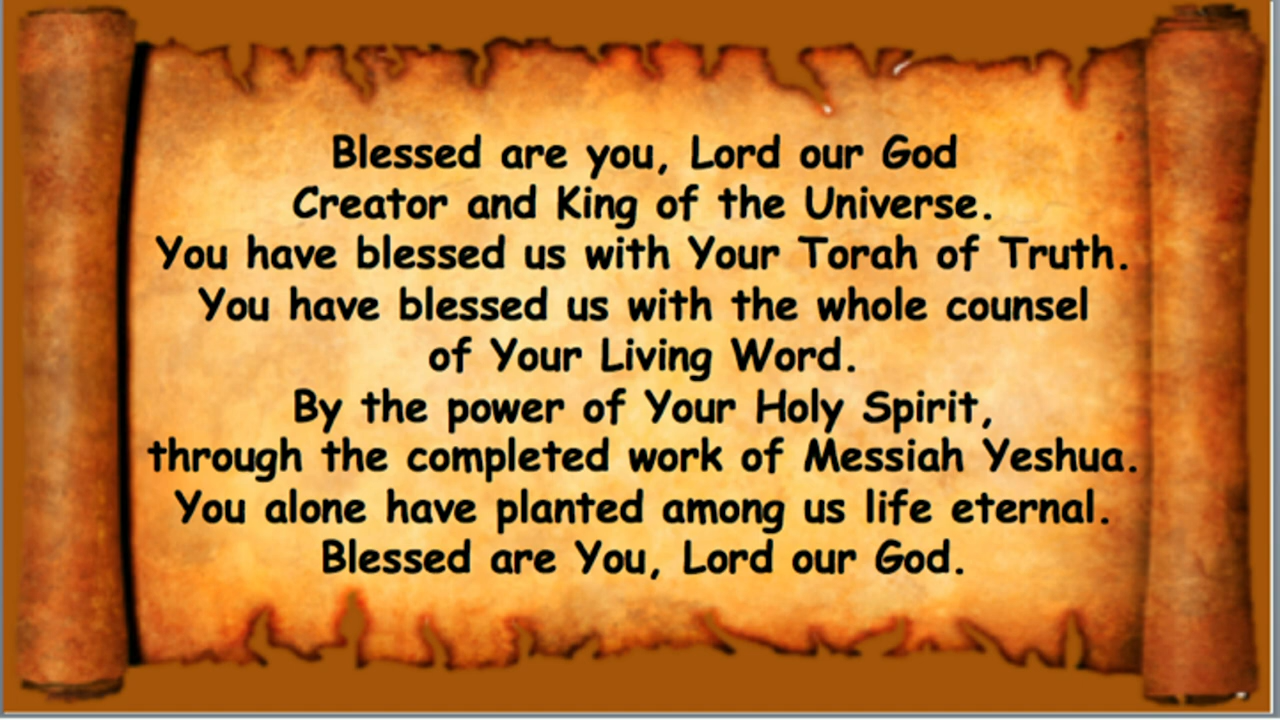 Blessed are you, Lord our God
Creator and King of the Universe.
You have blessed us with Your Torah of Truth.
You have blessed us with the whole counsel
of Your Living Word.
By the power of Your Holy Spirit,
through the completed work of Messiah Yeshua.
You alone have planted among us life eternal.
Blessed are You, Lord our God.